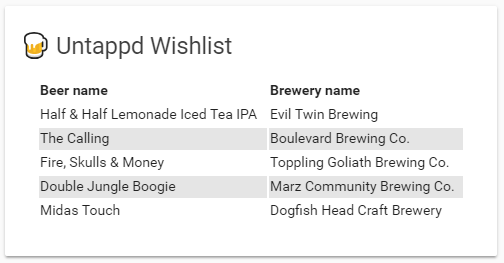 Untappd Wishlist
Beer name Brewery name
Half & Half Lemonade Iced Tea IPA Evil Twin Brewing
The Calling Boulevard Brewing Co.
Fire, Skulls & Money Toppling Goliath Brewing Co.
Double Jungle Boogie Marz Community Brewing Co.
Midas Touch Dogfish Head Craft Brewery